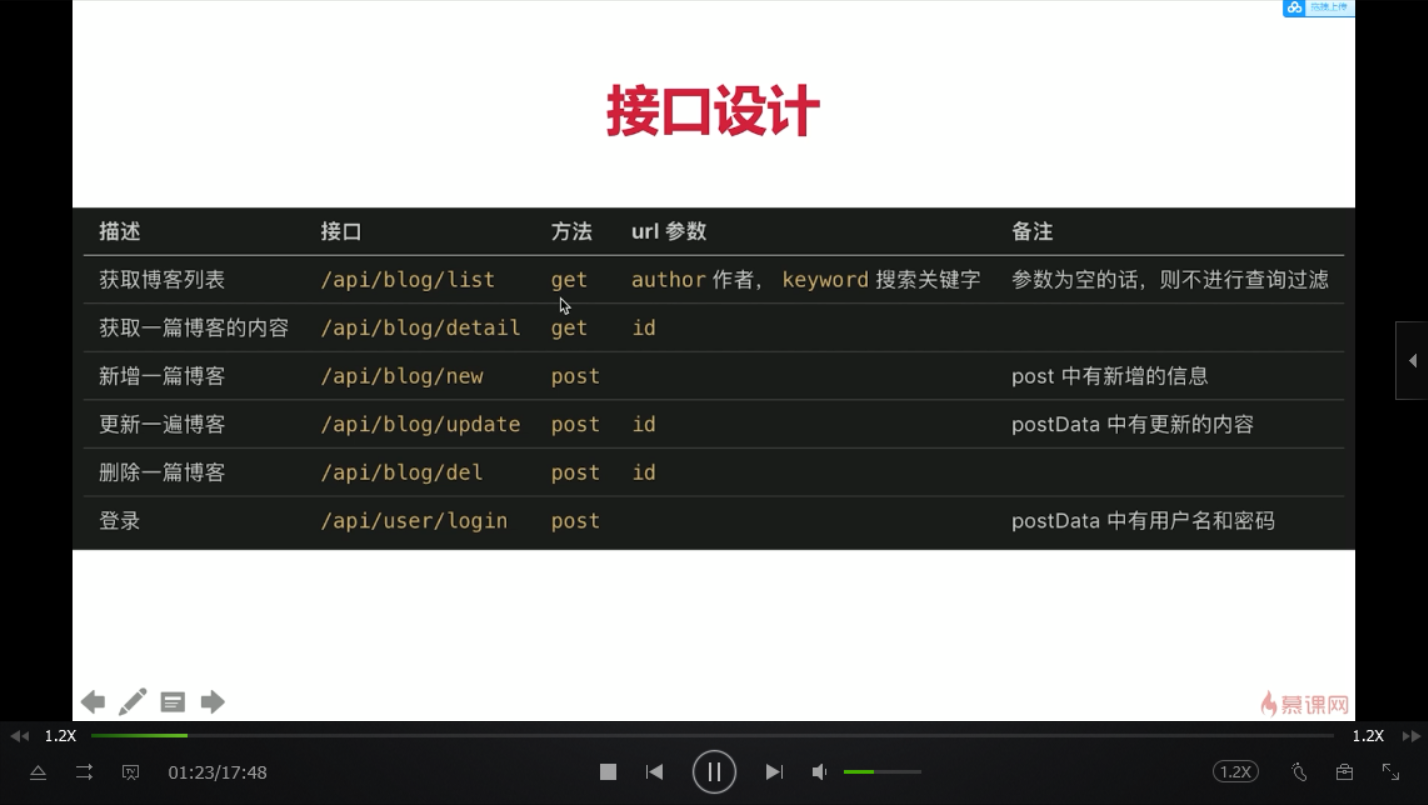 拖拽上传
接口设计
描述 接口 方法 url 参数 备注
获取博客列表 /api/blog/list get author 作者， keyword 搜索关键字 参数为空的话，则不进行查询过滤
获取一篇博客的内容 /api/blog/detail get id
新增一篇博客 /api/blog/new post post 中有新增的信息
更新一遍博客 /api/blog/update post id postData 中有更新的内容
删除一篇博客 /api/blog/del post id
登录 /api/user/login post postData 中有用户名和密码
慕课网
1.2X 1.2X
01:23/17:48 1.2X